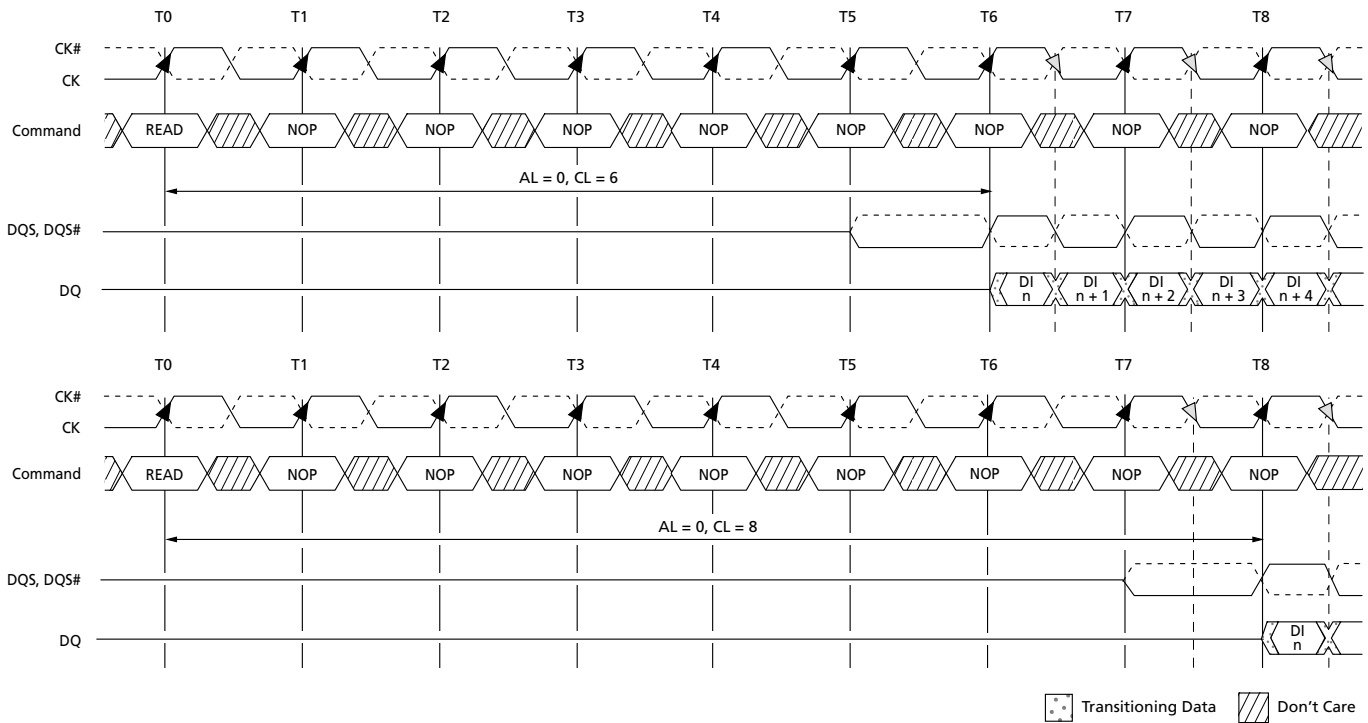 T0 T1 T2 T3 T4 T5 T6 T7 T8
CK#
CK
Command READ NOP NOP NOP NOP NOP NOP NOP NOP
AL = 0, CL = 6
DQS, DQS#
DQ DI n DI n + 1 DI n + 2 DI n + 3 DI n + 4
T0 T1 T2 T3 T4 T5 T6 T7 T8
CK#
CK
Command READ NOP NOP NOP NOP NOP NOP NOP NOP
AL = 0, CL = 8
DQS, DQS#
DQ DI n
Transitioning Data Don't Care